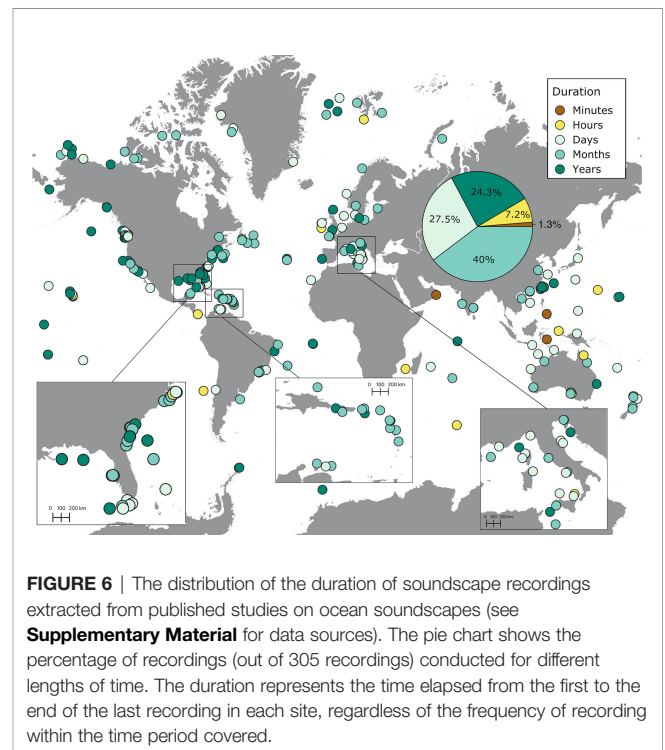 Duration
Minutes
Hours
Days
Months
Years
24.3%
7.2%
1.3%
27.5%
40%
0 100 200 km
0 100 200 km
0 100 200 km
FIGURE 6 | The distribution of the duration of soundscape recordings
extracted from published studies on ocean soundscapes (see
Supplementary Material for data sources). The pie chart shows the
percentage of recordings (out of 305 recordings) conducted for different
lengths of time. The duration represents the time elapsed from the first to the
end of the last recording in each site, regardless of the frequency of recording
within the time period covered.